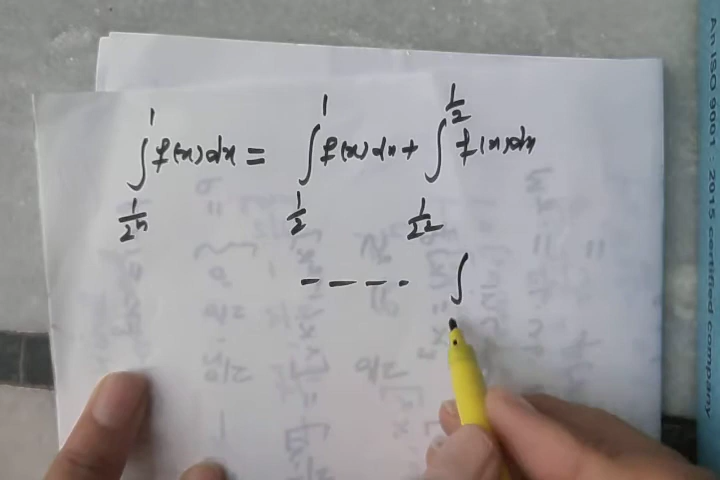 ∫_{1/2^n}^{1} f(x)dx = ∫_{1/2}^{1} f(x)dx + ∫_{1/2^2}^{1/2} f(x)dx
---- ∫
An ISO 9001 : 2015 certified company